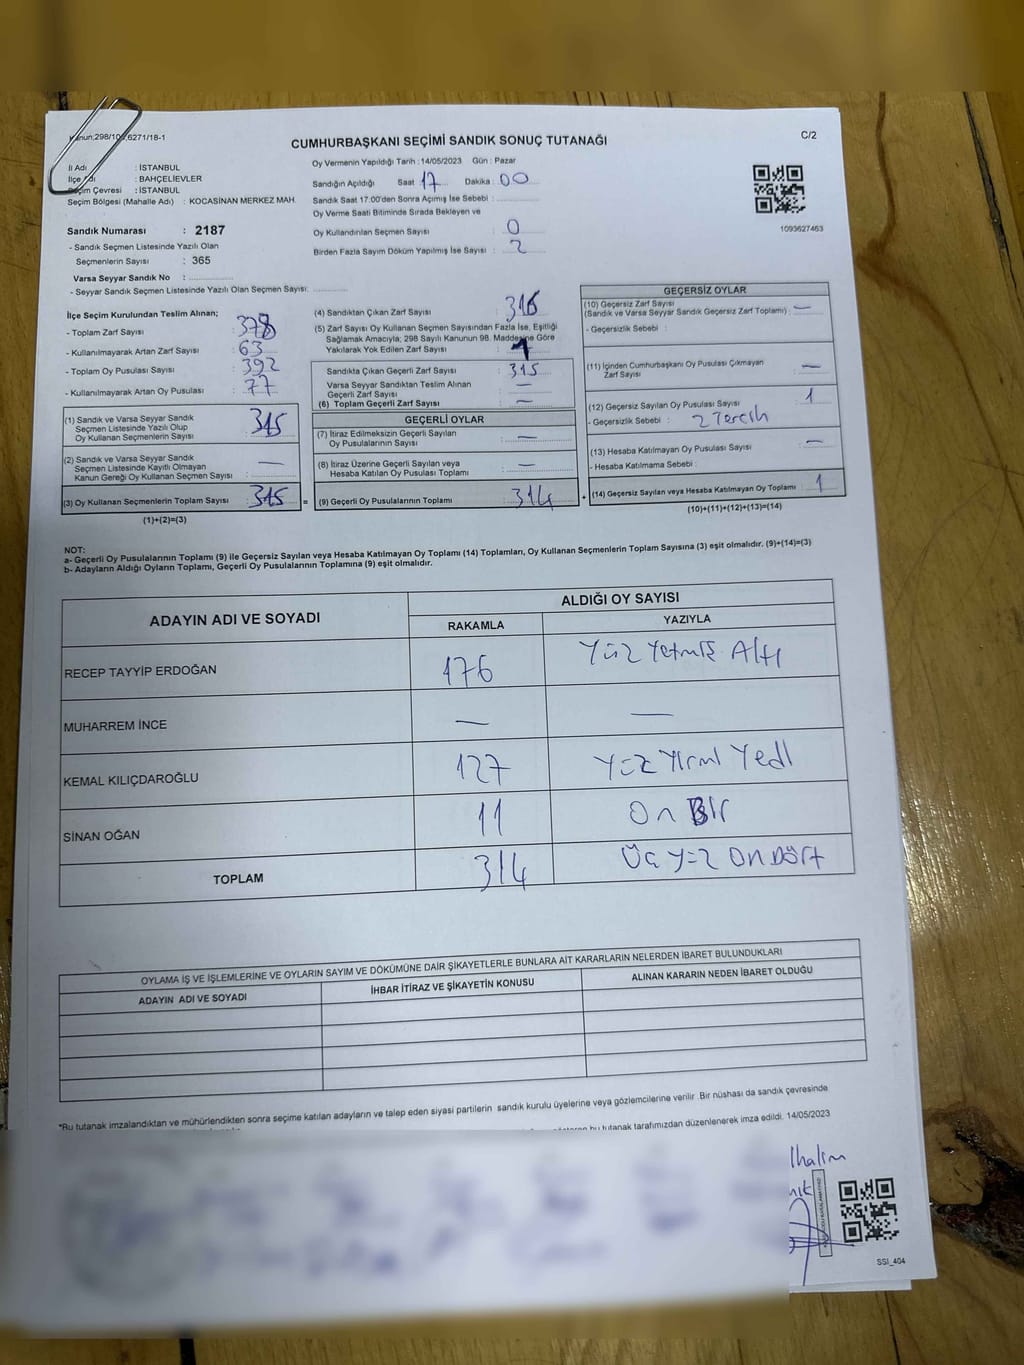 Kanun:298/10 6271/18-1
C/2
CUMHURBAŞKANI SEÇİMİ SANDIK SONUÇ TUTANAĞI
İl Adı : İSTANBUL
İlçe Adı : BAHÇELİEVLER
Seçim Çevresi : İSTANBUL
Seçim Bölgesi (Mahalle Adı) : KOCASİNAN MERKEZ MAH.
Sandık Numarası : 2187
- Sandık Seçmen Listesinde Yazılı Olan
Seçmenlerin Sayısı : 365
Varsa Seyyar Sandık No :
- Seyyar Sandık Seçmen Listesinde Yazılı Olan Seçmen Sayısı:
Oy Vermenin Yapıldığı Tarih :14/05/2023 Gün : Pazar
Sandığın Açıldığı Saat 17 Dakika : 00
Sandık Saat 17.00'den Sonra Açımış İse Sebebi :
Oy Verme Saati Bitiminde Sırada Bekleyen ve
Oy Kullandırılan Seçmen Sayısı : 0
Birden Fazla Sayım Döküm Yapılmış İse Sayısı : 2
1093627463
İlçe Seçim Kurulundan Teslim Alınan;
- Toplam Zarf Sayısı : 378
- Kullanılmayarak Artan Zarf Sayısı : 63
- Toplam Oy Pusulası Sayısı : 392
- Kullanılmayarak Artan Oy Pusulası : 77
(1) Sandık ve Varsa Seyyar Sandık
Seçmen Listesinde Yazılı Olup
Oy Kullanan Seçmenlerin Sayısı : 315
(2) Sandık ve Varsa Seyyar Sandık
Seçmen Listesinde Kayıtlı Olmayan
Kanun Gereği Oy Kullanan Seçmen Sayısı : —
(3) Oy Kullanan Seçmenlerin Toplam Sayısı : 315 =
(1)+(2)=(3)
(4) Sandıktan Çıkan Zarf Sayısı : 316
(5) Zarf Sayısı Oy Kullanan Seçmen Sayısından Fazla İse, Eşitliği
Sağlamak Amacıyla; 298 Sayılı Kanunun 98. Maddesine Göre
Yakılarak Yok Edilen Zarf Sayısı : 1
Sandıkta Çıkan Geçerli Zarf Sayısı : 315
Varsa Seyyar Sandıktan Teslim Alınan
Geçerli Zarf Sayısı : —
(6) Toplam Geçerli Zarf Sayısı : —
GEÇERLİ OYLAR
(7) İtiraz Edilmeksizin Geçerli Sayılan
Oy Pusulalarının Sayısı : —
(8) İtiraz Üzerine Geçerli Sayılan veya
Hesaba Katılan Oy Pusulası Toplamı : —
(9) Geçerli Oy Pusulalarının Toplamı : 314 +
GEÇERSİZ OYLAR
(10) Geçersiz Zarf Sayısı
(Sandık ve Varsa Seyyar Sandık Geçersiz Zarf Toplamı) : —
- Geçersizlik Sebebi :
(11) İçinden Cumhurbaşkanı Oy Pusulası Çıkmayan
Zarf Sayısı : —
(12) Geçersiz Sayılan Oy Pusulası Sayısı : 1
- Geçersizlik Sebebi : 2 Tercih
(13) Hesaba Katılmayan Oy Pusulası Sayısı : —
- Hesaba Katılmama Sebebi :
(14) Geçersiz Sayılan veya Hesaba Katılmayan Oy Toplamı : 1
(10)+(11)+(12)+(13)=(14)
NOT:
a- Geçerli Oy Pusulalarının Toplamı (9) ile Geçersiz Sayılan veya Hesaba Katılmayan Oy Toplamı (14) Toplamları, Oy Kullanan Seçmenlerin Toplam Sayısına (3) eşit olmalıdır. (9)+(14)=(3)
b- Adayların Aldığı Oyların Toplamı, Geçerli Oy Pusulalarının Toplamına (9) eşit olmalıdır.
ADAYIN ADI VE SOYADI
ALDIĞI OY SAYISI
RAKAMLA YAZIYLA
RECEP TAYYİP ERDOĞAN 176 Yüz Yetmiş Altı
MUHARREM İNCE — —
KEMAL KILIÇDAROĞLU 127 Yüz Yirmi Yedi
SİNAN OĞAN 11 On Bir
TOPLAM 314 Üç Yüz On Dört
OYLAMA İŞ VE İŞLEMLERİNE VE OYLARIN SAYIM VE DÖKÜMÜNE DAİR ŞİKAYETLERLE BUNLARA AİT KARARLARIN NELERDEN İBARET BULUNDUKLARI
ADAYIN ADI VE SOYADI İHBAR İTİRAZ VE ŞİKAYETİN KONUSU ALINAN KARARIN NEDEN İBARET OLDUĞU
*Bu tutanak imzalandıktan ve mühürlendikten sonra seçime katılan adayların ve talep eden siyasi partilerin sandık kurulu üyelerine veya gözlemcilerine verilir .Bir nüshası da sandık çevresinde
bu tutanak tarafımızdan düzenlenerek imza edildi. 14/05/2023
SSI_404